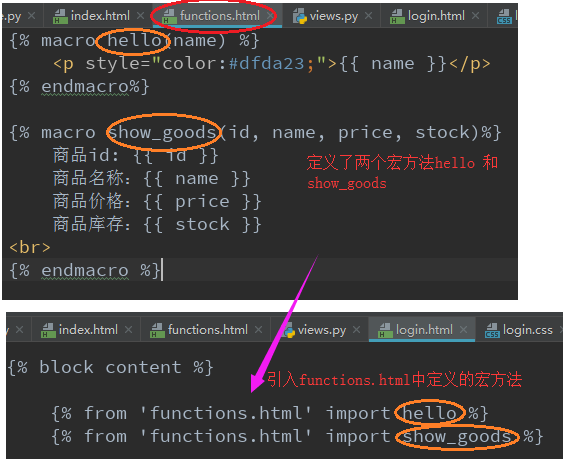 e.py index.html functions.html views.py login.html
{% macro hello(name) %}
<p style="color:#dfda23;">{{ name }}</p>
{% endmacro%}
{% macro show_goods(id, name, price, stock)%}
商品id: {{ id }}
商品名称: {{ name }}
商品价格: {{ price }}
商品库存: {{ stock }}
<br>
{% endmacro %}
定义了两个宏方法hello 和
show_goods
y index.html functions.html views.py login.html login.css
{% block content %}
引入functions.html中定义的宏方法
{% from 'functions.html' import hello %}
{% from 'functions.html' import show_goods %}